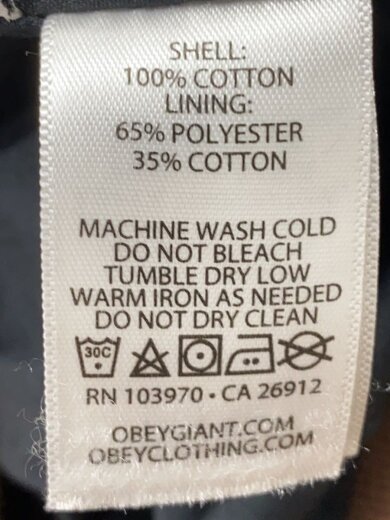 SHELL:
100% COTTON
LINING:
65% POLYESTER
35% COTTON
MACHINE WASH COLD
DO NOT BLEACH
TUMBLE DRY LOW
WARM IRON AS NEEDED
DO NOT DRY CLEAN
30C
RN 103970 • CA 26912
OBEYGIANT.COM
OBEYCLOTHING.COM